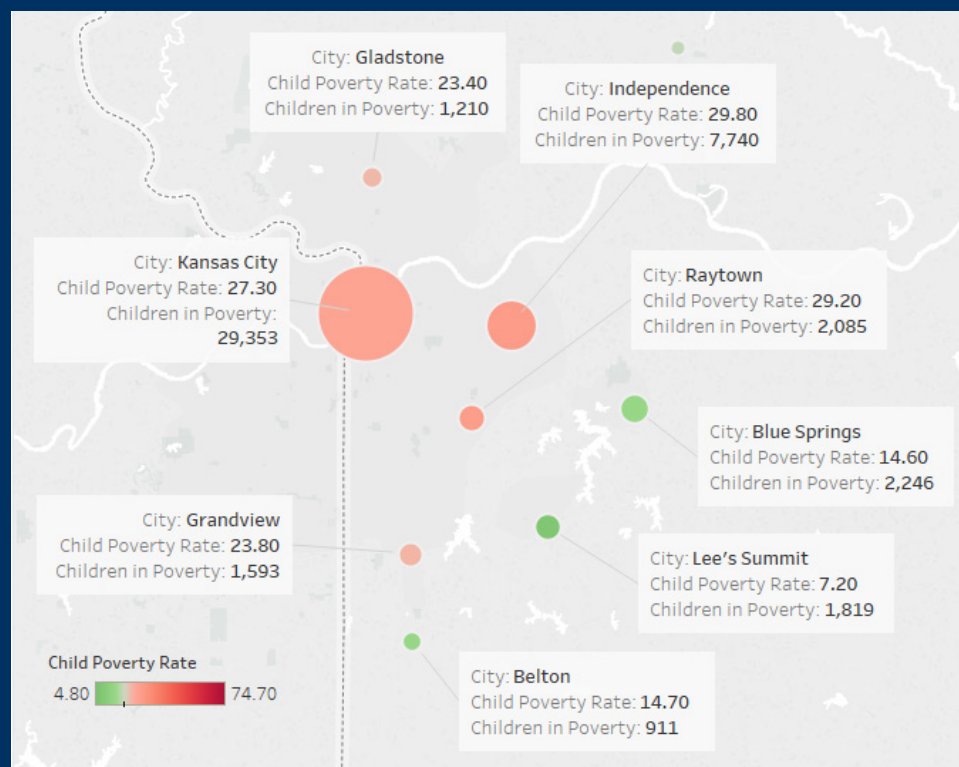 City: Gladstone
Child Poverty Rate: 23.40
Children in Poverty: 1,210
City: Independence
Child Poverty Rate: 29.80
Children in Poverty: 7,740
City: Kansas City
Child Poverty Rate: 27.30
Children in Poverty:
29,353
City: Raytown
Child Poverty Rate: 29.20
Children in Poverty: 2,085
City: Blue Springs
Child Poverty Rate: 14.60
Children in Poverty: 2,246
City: Grandview
Child Poverty Rate: 23.80
Children in Poverty: 1,593
City: Lee's Summit
Child Poverty Rate: 7.20
Children in Poverty: 1,819
Child Poverty Rate
4.80 74.70
City: Belton
Child Poverty Rate: 14.70
Children in Poverty: 911